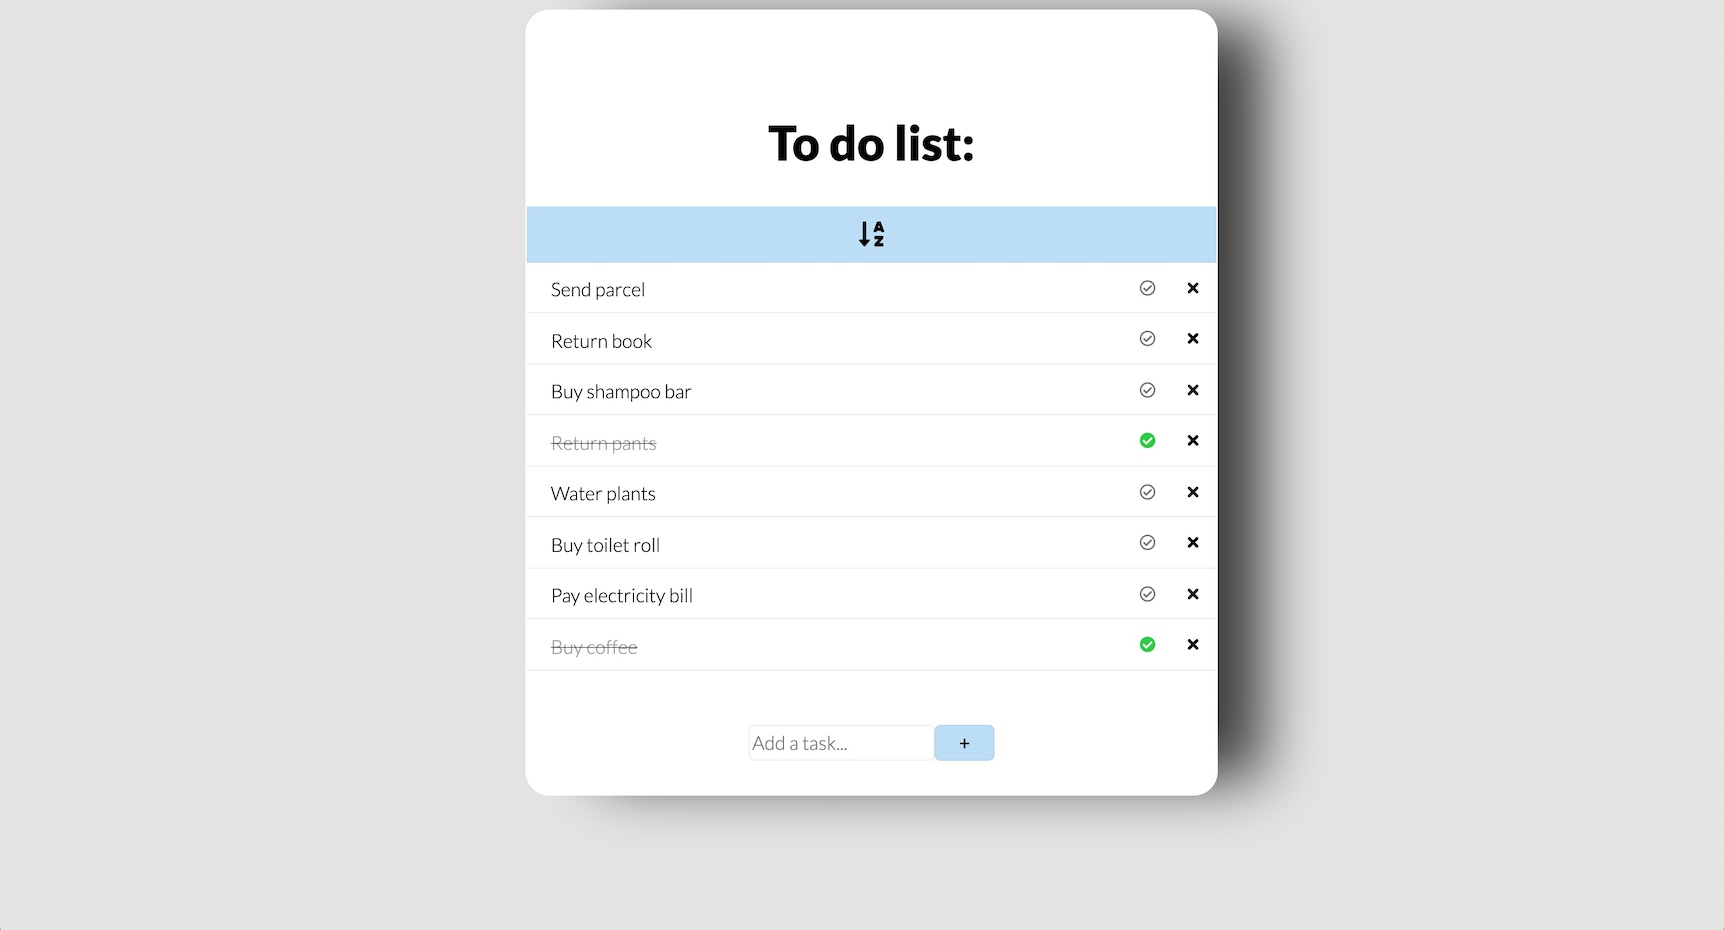 To do list:
A
Z
Send parcel
Return book
Buy shampoo bar
Return pants
Water plants
Buy toilet roll
Pay electricity bill
Buy coffee
Add a task... +